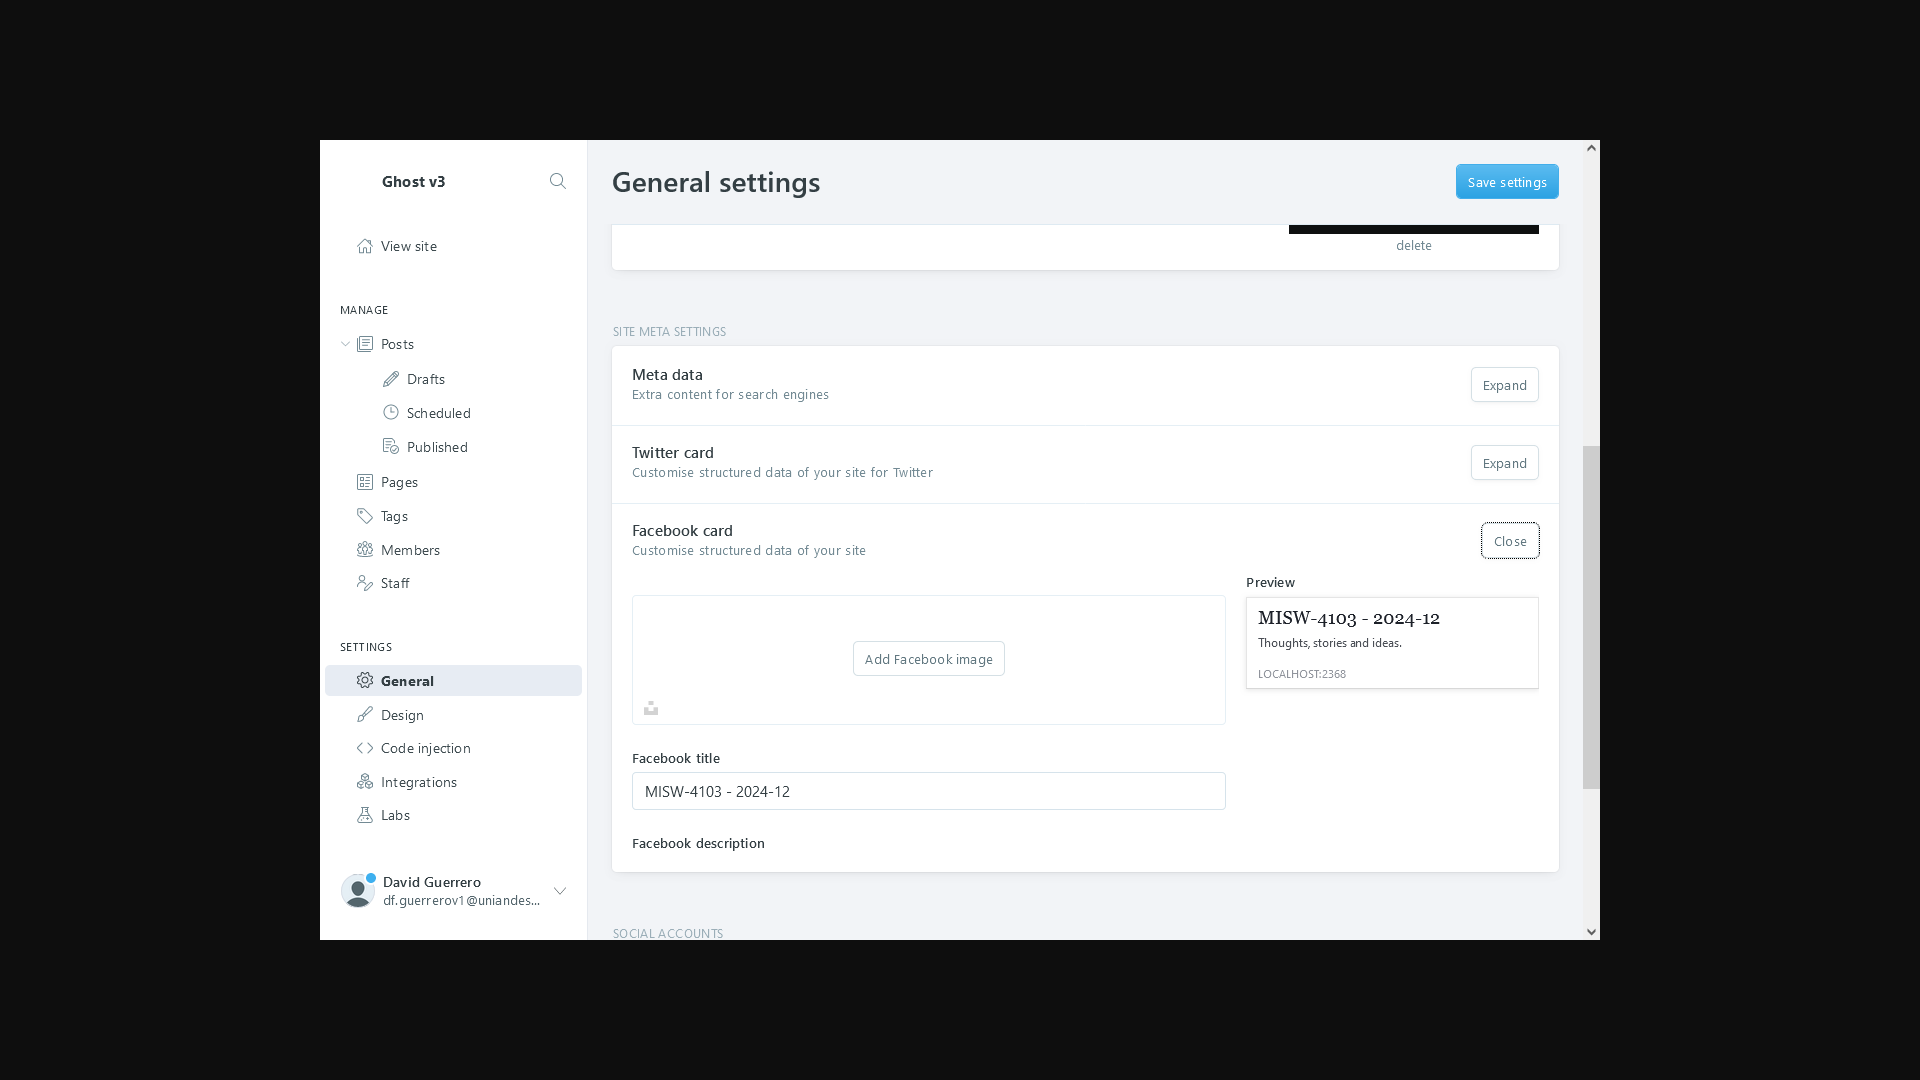 Ghost v3
View site
MANAGE
Posts
Drafts
Scheduled
Published
Pages
Tags
Members
Staff
SETTINGS
General
Design
Code injection
Integrations
Labs
David Guerrero
df.guerrerov1@uniandes...
General settings
Save settings
delete
SITE META SETTINGS
Meta data
Extra content for search engines
Expand
Twitter card
Customise structured data of your site for Twitter
Expand
Facebook card
Customise structured data of your site
Close
Add Facebook image
Preview
MISW-4103 - 2024-12
Thoughts, stories and ideas.
LOCALHOST:2368
Facebook title
MISW-4103 - 2024-12
Facebook description
SOCIAL ACCOUNTS